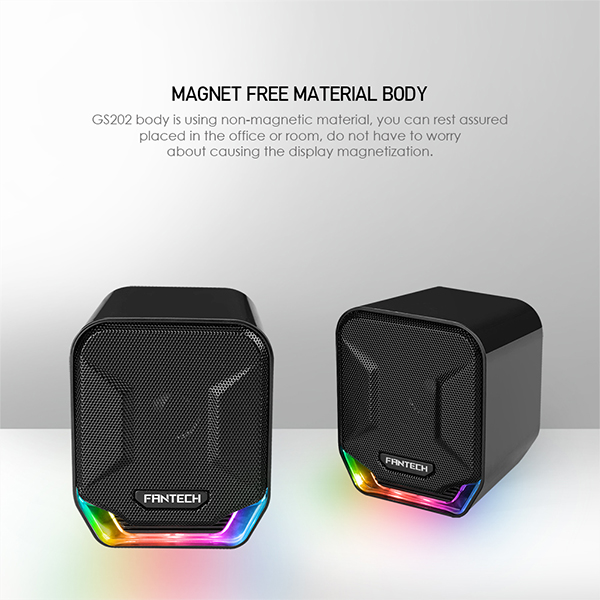 MAGNET FREE MATERIAL BODY
GS202 body is using non-magnetic material, you can rest assured
placed in the office or room, do not have to worry
about causing the display magnetization.
FANTECH
FANTECH